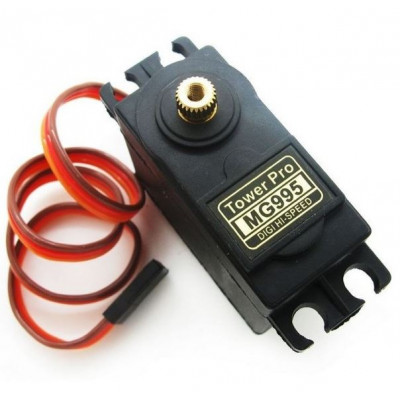 Tower Pro
MG995
DIGI HI-SPEED